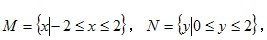 M = {x|−2 ≤ x ≤ 2}, N = {y|0 ≤ y ≤ 2},